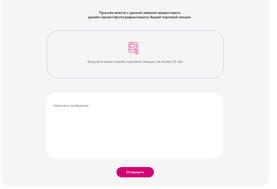 Просьба вместе с данной заявкой предоставить
дизайн-проект/фотографии/макеты Вашей торговой секции.
Загрузите макет вашей торговой секции ( не более 25 мб)
Написать сообщение
Отправить